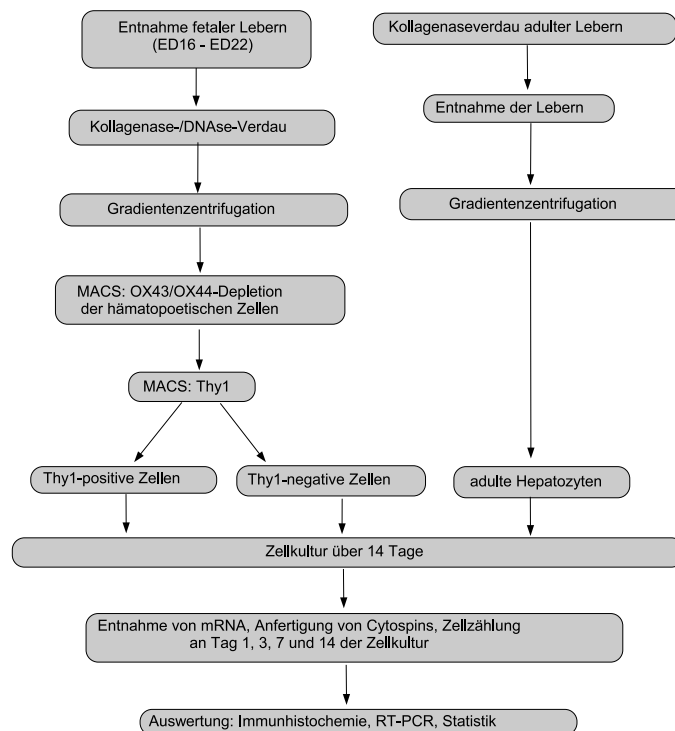 Entnahme fetaler Lebern
(ED16 - ED22)
Kollagenase-/DNAse-Verdau
Gradientenzentrifugation
MACS: OX43/OX44-Depletion
der hämatopoetischen Zellen
MACS: Thy1
Thy1-positive Zellen
Thy1-negative Zellen
Kollagenaseverdau adulter Lebern
Entnahme der Lebern
Gradientenzentrifugation
adulte Hepatozyten
Zellkultur über 14 Tage
Entnahme von mRNA, Anfertigung von Cytospins, Zellzählung
an Tag 1, 3, 7 und 14 der Zellkultur
Auswertung: Immunhistochemie, RT-PCR, Statistik